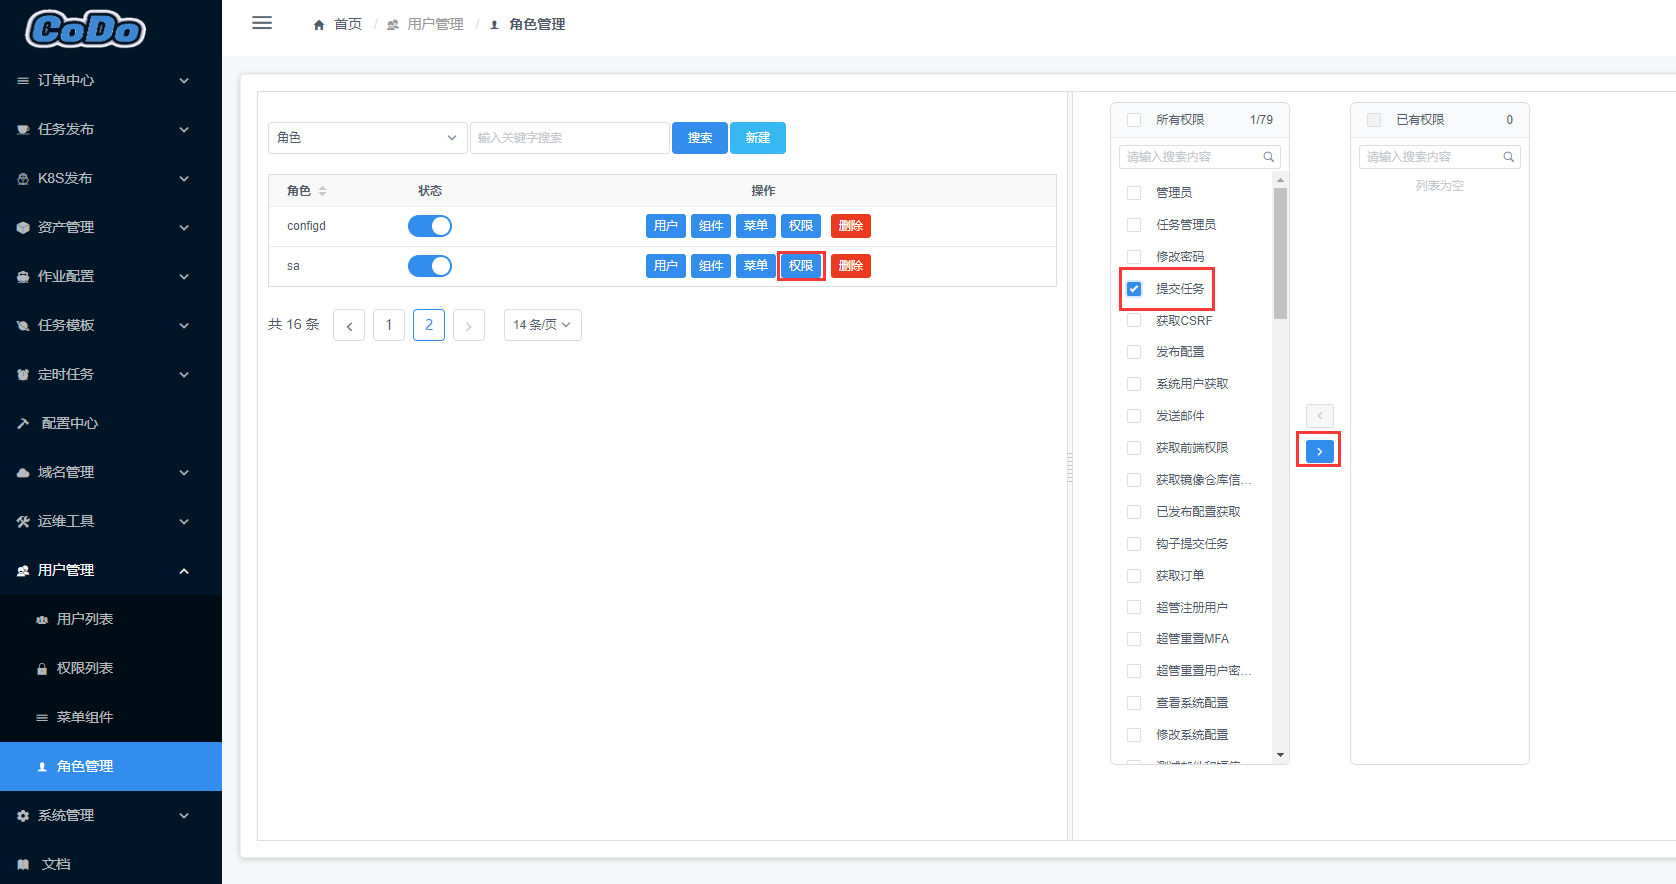 CoDo
订单中心
任务发布
K8S发布
资产管理
作业配置
任务模板
定时任务
配置中心
域名管理
运维工具
用户管理
用户列表
权限列表
菜单组件
角色管理
系统管理
文档
首页 / 用户管理 / 角色管理
角色 输入关键字搜索 搜索 新建
角色 状态 操作
configd 用户 组件 菜单 权限 删除
sa 用户 组件 菜单 权限 删除
共 16 条 1 2 14 条/页
所有权限 1/79
请输入搜索内容
管理员
任务管理员
修改密码
提交任务
获取CSRF
发布配置
系统用户获取
发送邮件
获取前端权限
获取镜像仓库信...
已发布配置获取
钩子提交任务
获取订单
超管注册用户
超管重置MFA
超管重置用户密...
查看系统配置
修改系统配置
已有权限 0
请输入搜索内容
列表为空